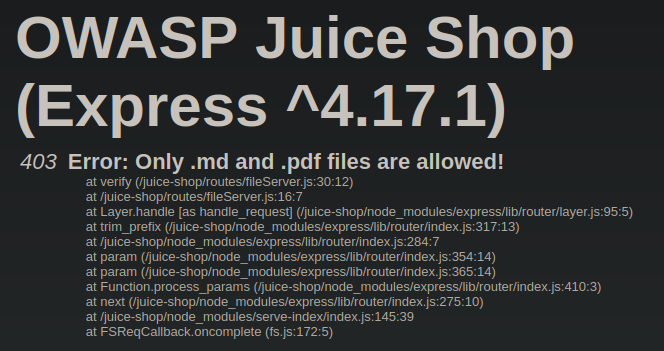 OWASP Juice Shop
(Express ^4.17.1)
403 Error: Only .md and .pdf files are allowed!
at verify (/juice-shop/routes/fileServer.js:30:12)
at /juice-shop/routes/fileServer.js:16:7
at Layer.handle [as handle_request] (/juice-shop/node_modules/express/lib/router/layer.js:95:5)
at trim_prefix (/juice-shop/node_modules/express/lib/router/index.js:317:13)
at /juice-shop/node_modules/express/lib/router/index.js:284:7
at param (/juice-shop/node_modules/express/lib/router/index.js:354:14)
at param (/juice-shop/node_modules/express/lib/router/index.js:365:14)
at Function.process_params (/juice-shop/node_modules/express/lib/router/index.js:410:3)
at next (/juice-shop/node_modules/express/lib/router/index.js:275:10)
at /juice-shop/node_modules/serve-index/index.js:145:39
at FSReqCallback.oncomplete (fs.js:172:5)